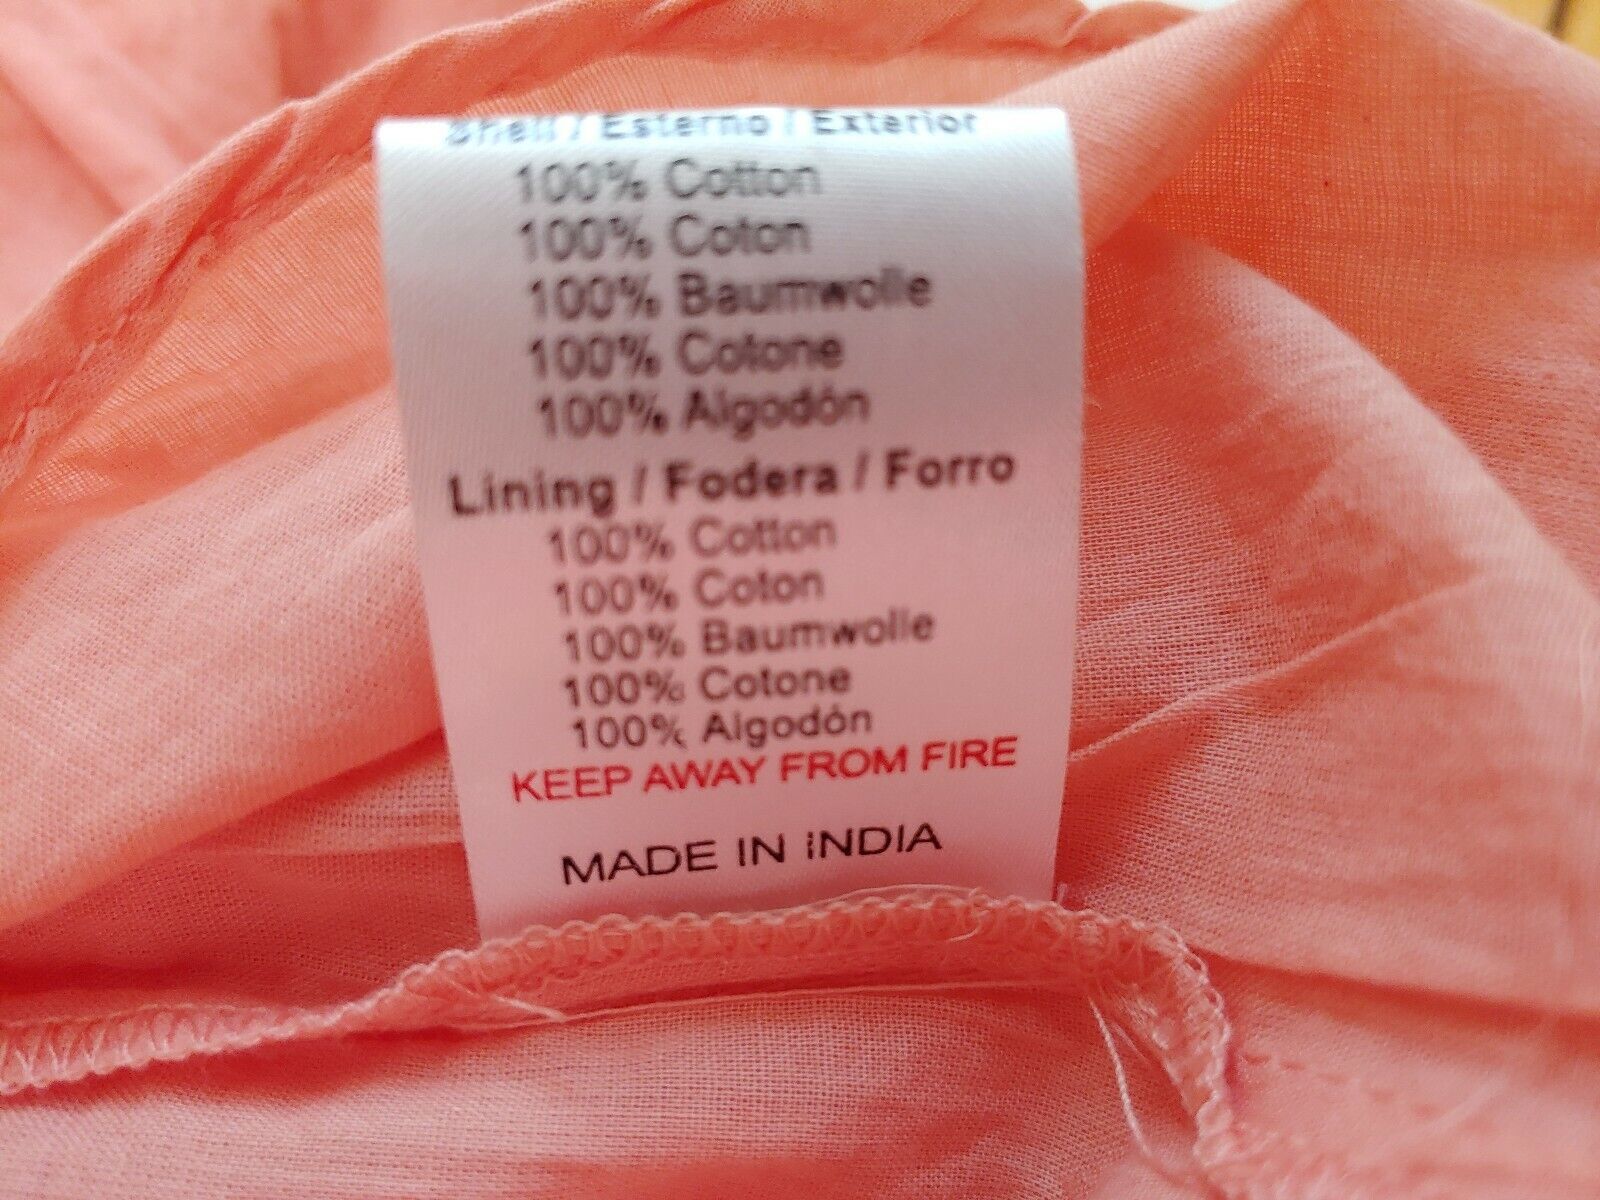 Shell / Esterno / Exterior
100% Cotton
100% Coton
100% Baumwolle
100% Cotone
100% Algodón
Lining / Fodera / Forro
100% Cotton
100% Coton
100% Baumwolle
100% Cotone
100% Algodón
KEEP AWAY FROM FIRE
MADE IN INDIA